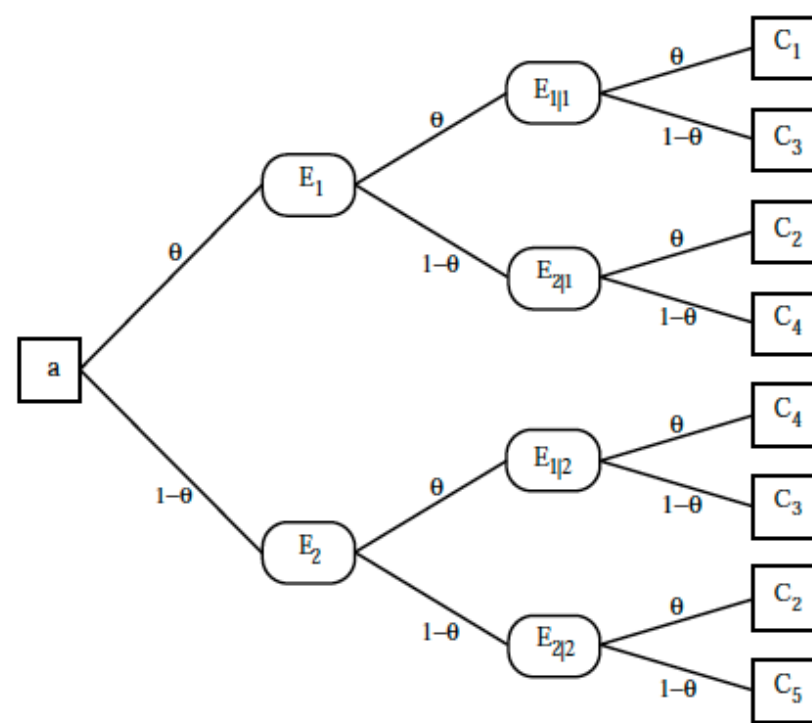 C₁
θ
E₁|₁
θ
1–θ
C₃
E₁
C₂
θ
θ
1–θ
E₂|₁
1–θ
C₄
a
C₄
θ
E₁|₂
1–θ
θ
1–θ
C₃
E₂
C₂
θ
1–θ
E₂|₂
1–θ
C₅